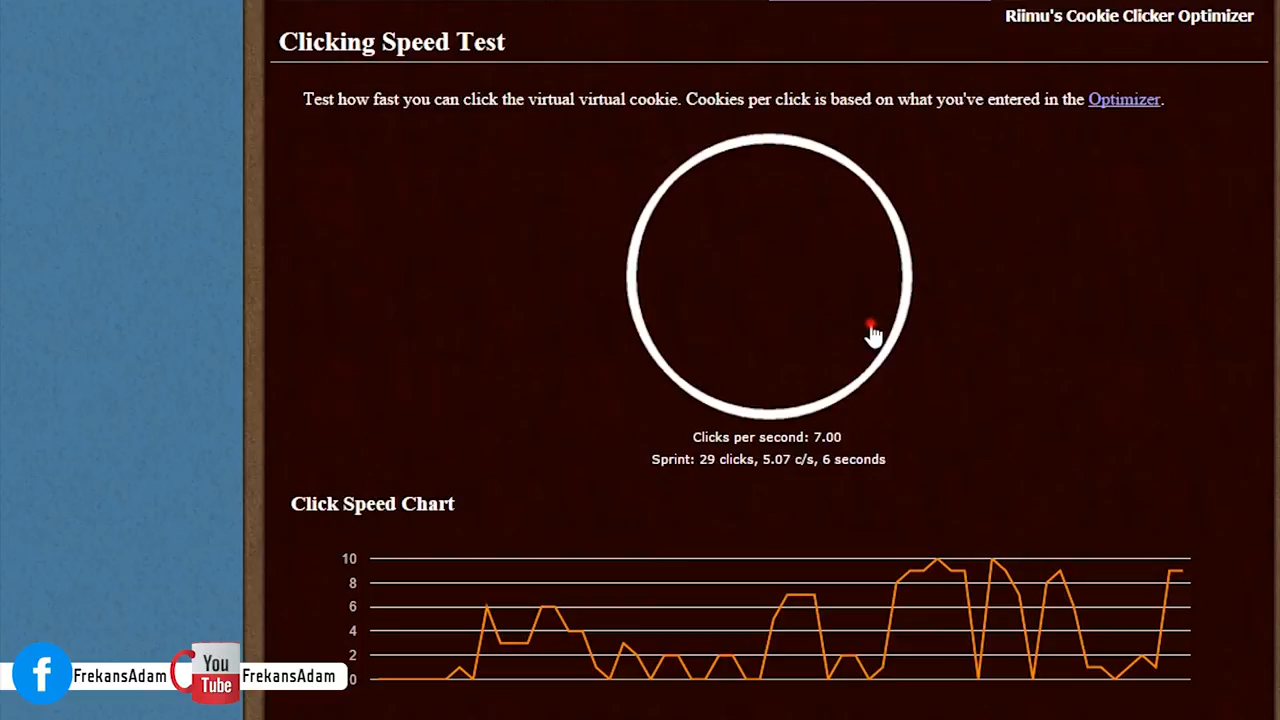 Riimu's Cookie Clicker Optimizer
Clicking Speed Test
Test how fast you can click the virtual virtual cookie. Cookies per click is based on what you've entered in the Optimizer.
Clicks per second: 7.00
Sprint: 29 clicks, 5.07 c/s, 6 seconds
Click Speed Chart
10
8
6
4
2
0
f FrekansAdam You Tube FrekansAdam